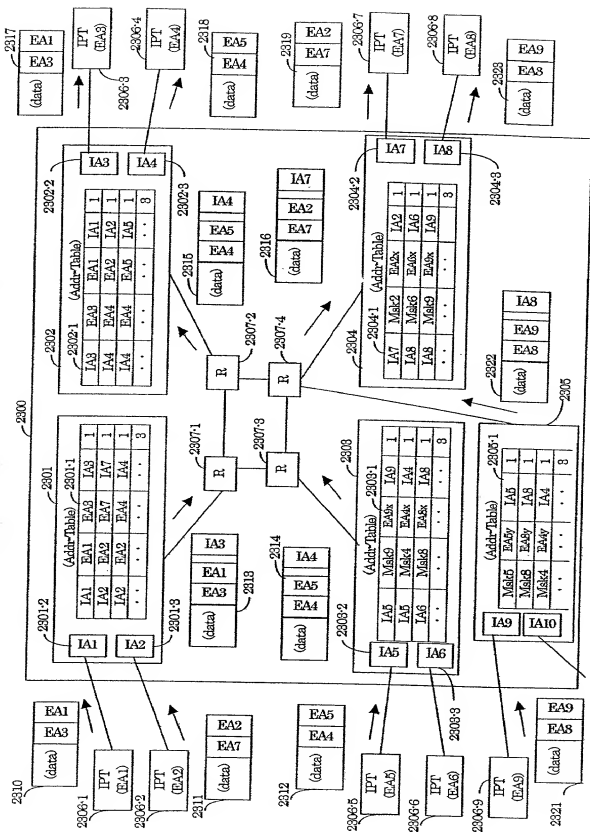 2317
EA1
EA3
(data)
IPT
(EA3)
2306-3
2306-4
IPT
(EA4)
2318
EA5
EA4
(data)
2319
EA2
EA7
(data)
2306-7
IPT
(EA7)
2306-8
IPT
(EA8)
2323
EA9
EA8
(data)
2300
2302
2302-2
IA3
IA4
2302-3
2302-1
(Addr-Table)
IA3 EA3 EA1 IA1 1
IA4 EA4 EA2 IA2 1
IA4 EA4 EA5 IA5 1
3
2315
IA4
EA5
EA4
(data)
2316
IA7
EA2
EA7
(data)
2304-2
IA7
IA8
2304-3
2304
2304-1
(Addr-Table)
IA7 Msk2 EA2x IA2 1
IA8 Msk6 EA6x IA6 1
IA8 Msk9 EA9x IA9 1
3
2307-2
R
2307-4
R
2307-1
R
2307-3
R
2322
IA8
EA9
EA8
(data)
2301
2301-1
(Addr-Table)
IA1 EA1 EA3 IA3 1
IA2 EA2 EA7 IA7 1
IA2 EA2 EA4 IA4 1
3
2301-2
IA1
IA2
2301-3
IA3
EA1
EA3
(data)
2313
2314
IA4
EA5
EA4
(data)
2303
2303-1
(Addr-Table)
IA5 Msk9 EA9x IA9 1
IA5 Msk4 EA4x IA4 1
IA6 Msk8 EA8x IA8 1
3
2303-2
IA5
IA6
2303-3
2305
2305-1
(Addr-Table)
Msk5 EA5y IA5 1
Msk8 EA8y IA8 1
Msk4 EA4y IA4 1
3
IA9
IA10
2310
EA1
EA3
(data)
2306-1
IPT
(EA1)
2306-2
IPT
(EA2)
2311
EA2
EA7
(data)
2312
EA5
EA4
(data)
2306-5
IPT
(EA5)
2306-6
IPT
(EA6)
2306-9
IPT
(EA9)
2321
EA9
EA8
(data)